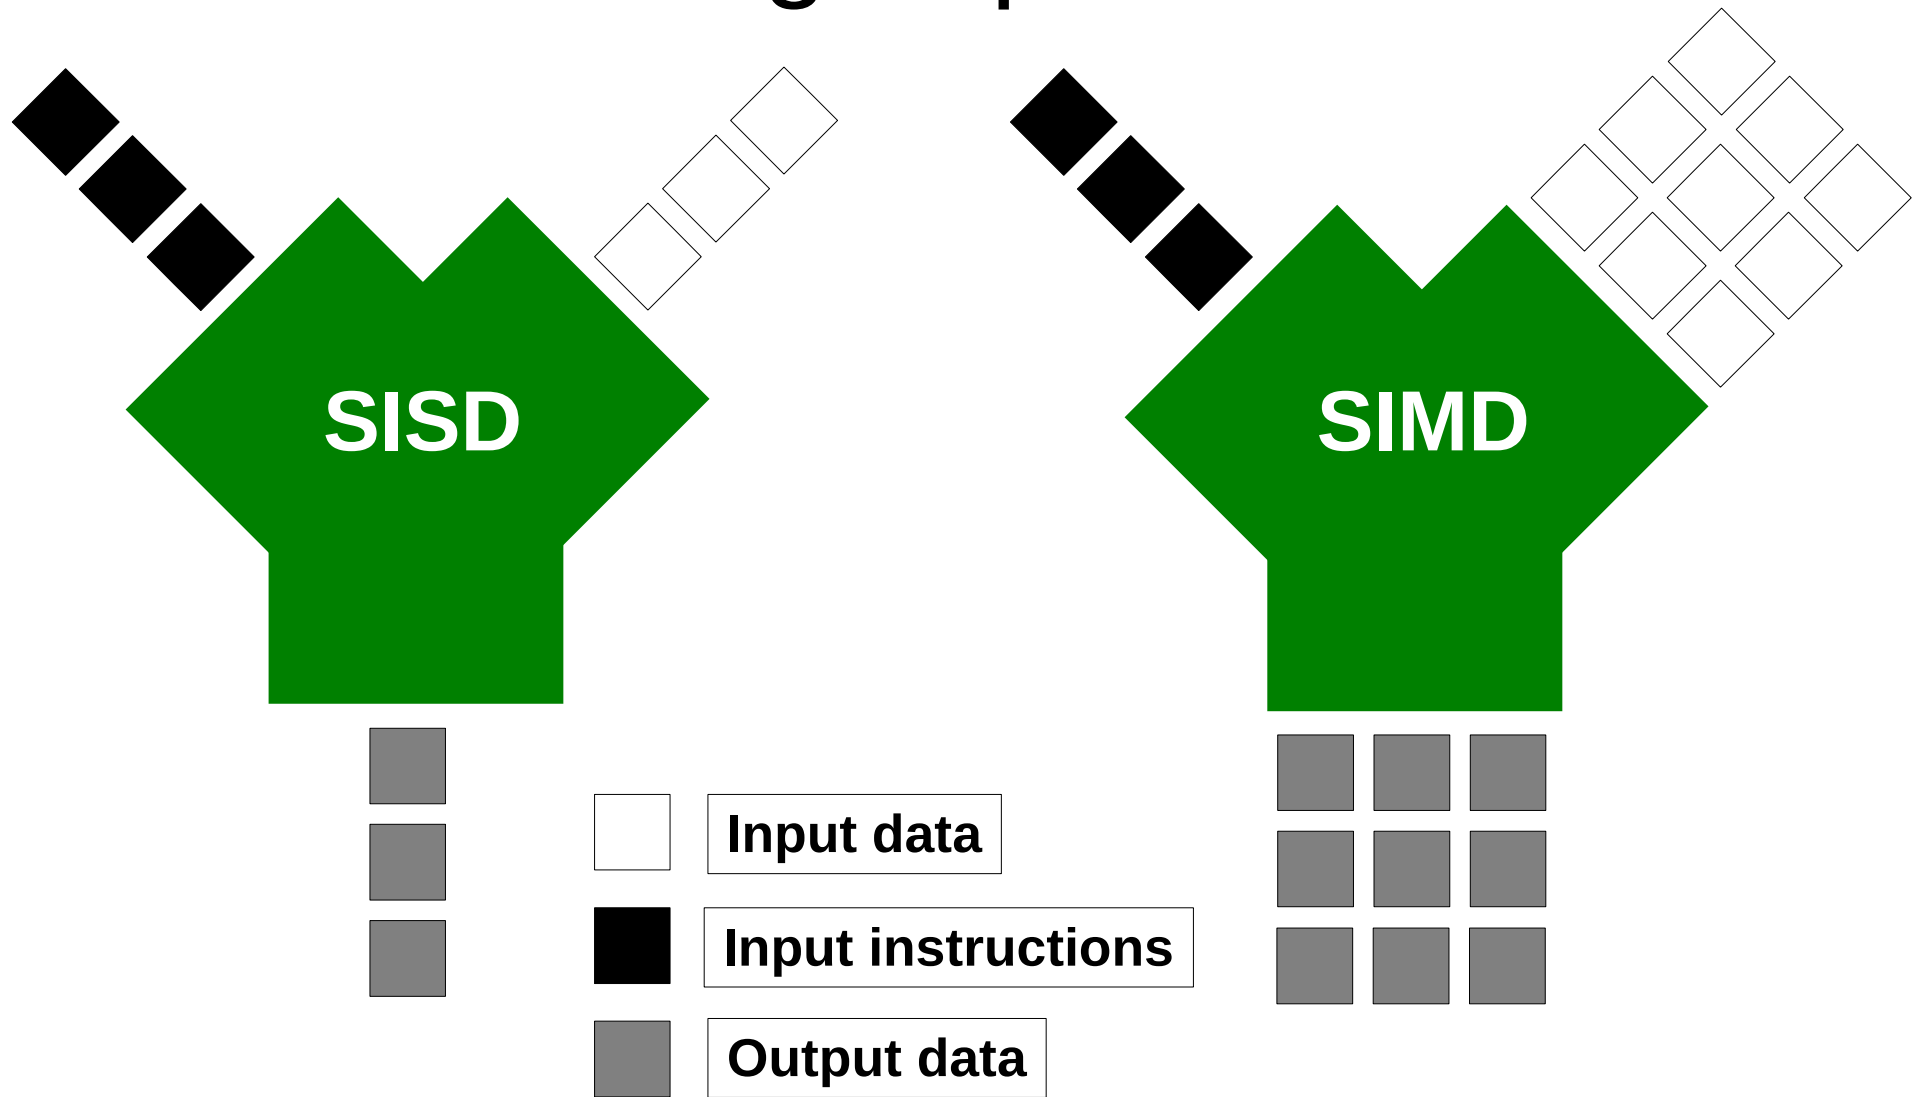 SISD
SIMD
Input data
Input instructions
Output data